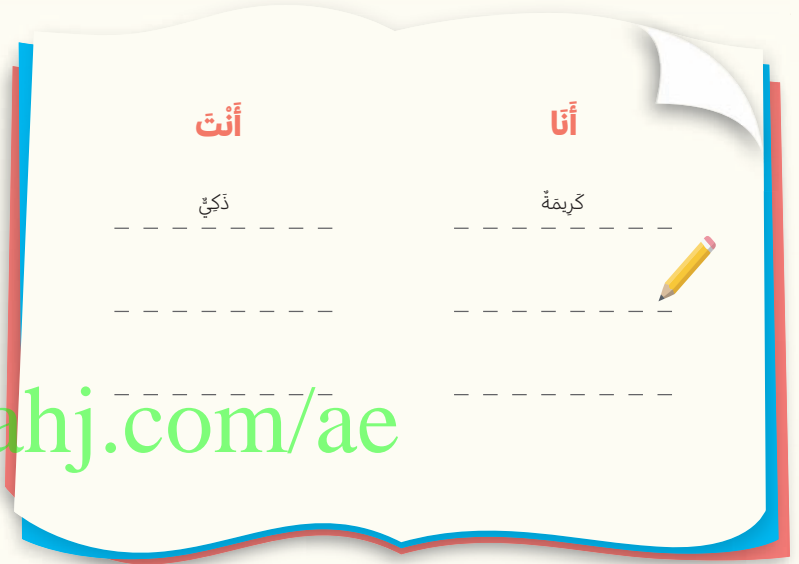 أَنَا
أَنْتَ
كَرِيمَةٌ
ذَكِيٌّ
ahj.com/ae